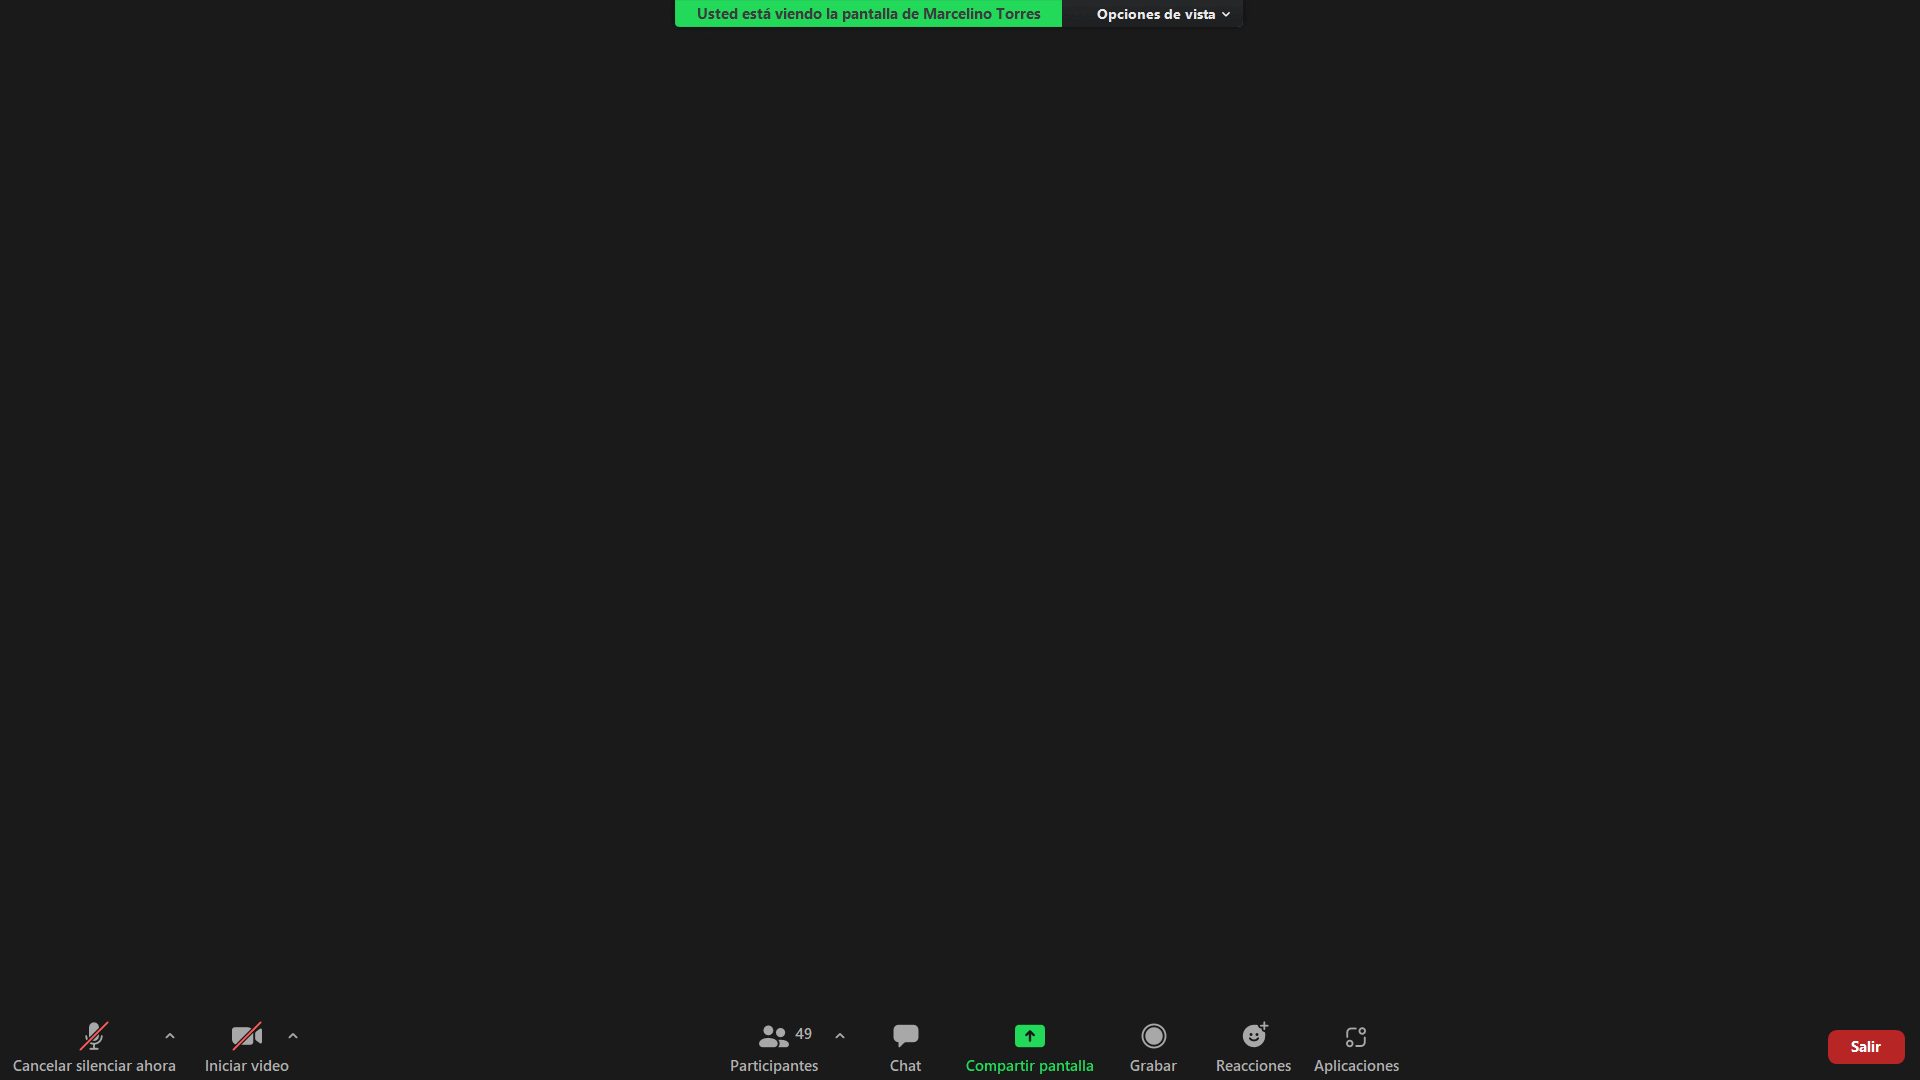 Usted está viendo la pantalla de Marcelino Torres
Opciones de vista
Cancelar silenciar ahora
Iniciar video
49
Participantes
Chat
Compartir pantalla
Grabar
Reacciones
Aplicaciones
Salir